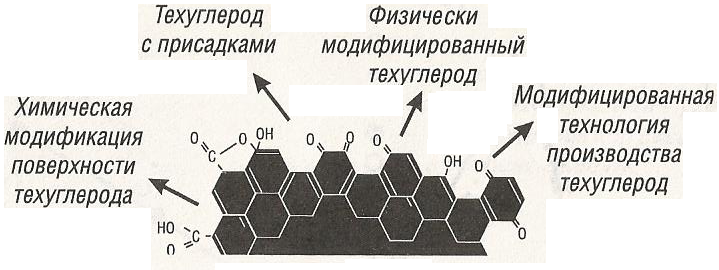 Техуглерод
с присадками
Физически
модифицированный
техуглерод
Химическая
модификация
поверхности
техуглерода
Модифицированная
технология
производства
техуглерод
O
C
O
OH
O
O
O
OH
O
O
HO
C
O